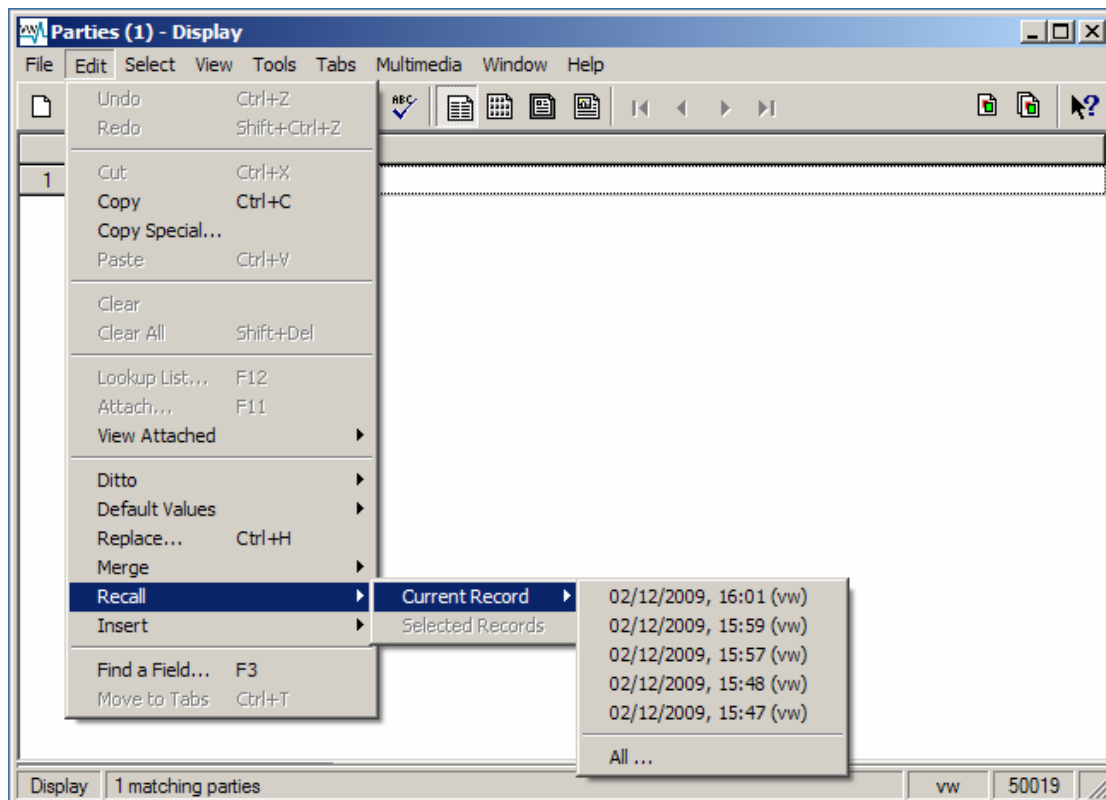 Parties (1) - Display
File Edit Select View Tools Tabs Multimedia Window Help
ABC
?
1
Undo Ctrl+Z
Redo Shift+Ctrl+Z
Cut Ctrl+X
Copy Ctrl+C
Copy Special...
Paste Ctrl+V
Clear
Clear All Shift+Del
Lookup List... F12
Attach... F11
View Attached
Ditto
Default Values
Replace... Ctrl+H
Merge
Recall
Insert
Find a Field... F3
Move to Tabs Ctrl+T
Current Record
Selected Records
02/12/2009, 16:01 (vw)
02/12/2009, 15:59 (vw)
02/12/2009, 15:57 (vw)
02/12/2009, 15:48 (vw)
02/12/2009, 15:47 (vw)
All ...
Display 1 matching parties vw 50019